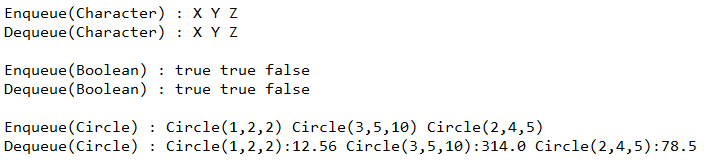 Enqueue(Character) : X Y Z
Dequeue(Character) : X Y Z
Enqueue(Boolean) : true true false
Dequeue(Boolean) : true true false
Enqueue(Circle) : Circle(1,2,2) Circle(3,5,10) Circle(2,4,5)
Dequeue(Circle) : Circle(1,2,2):12.56 Circle(3,5,10):314.0 Circle(2,4,5):78.5